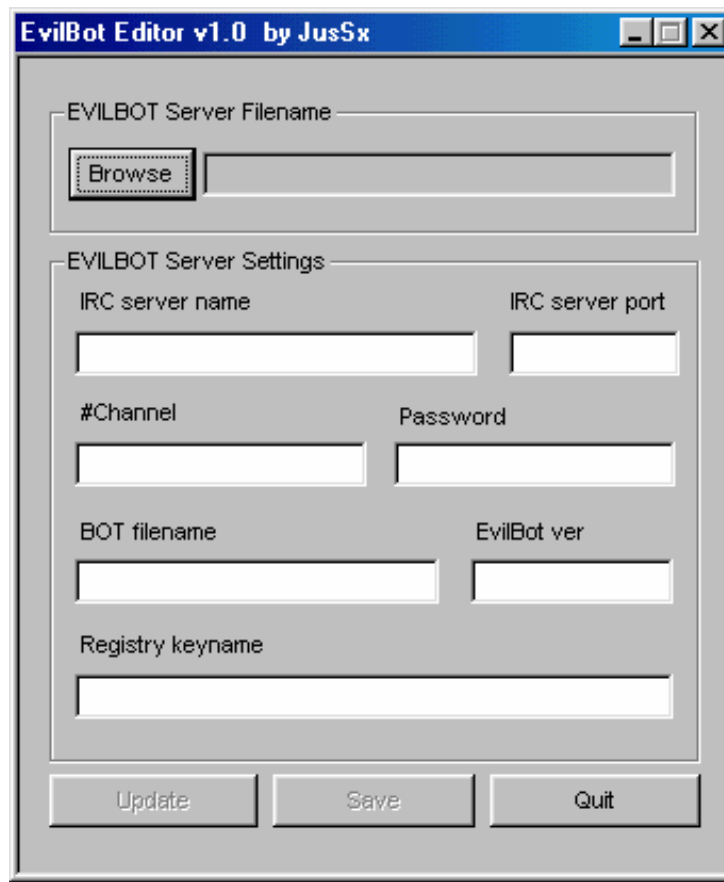 EvilBot Editor v1.0  by JusSx
EVILBOT Server Filename
Browse
EVILBOT Server Settings
IRC server name IRC server port
#Channel Password
BOT filename EvilBot ver
Registry keyname
Update Save Quit